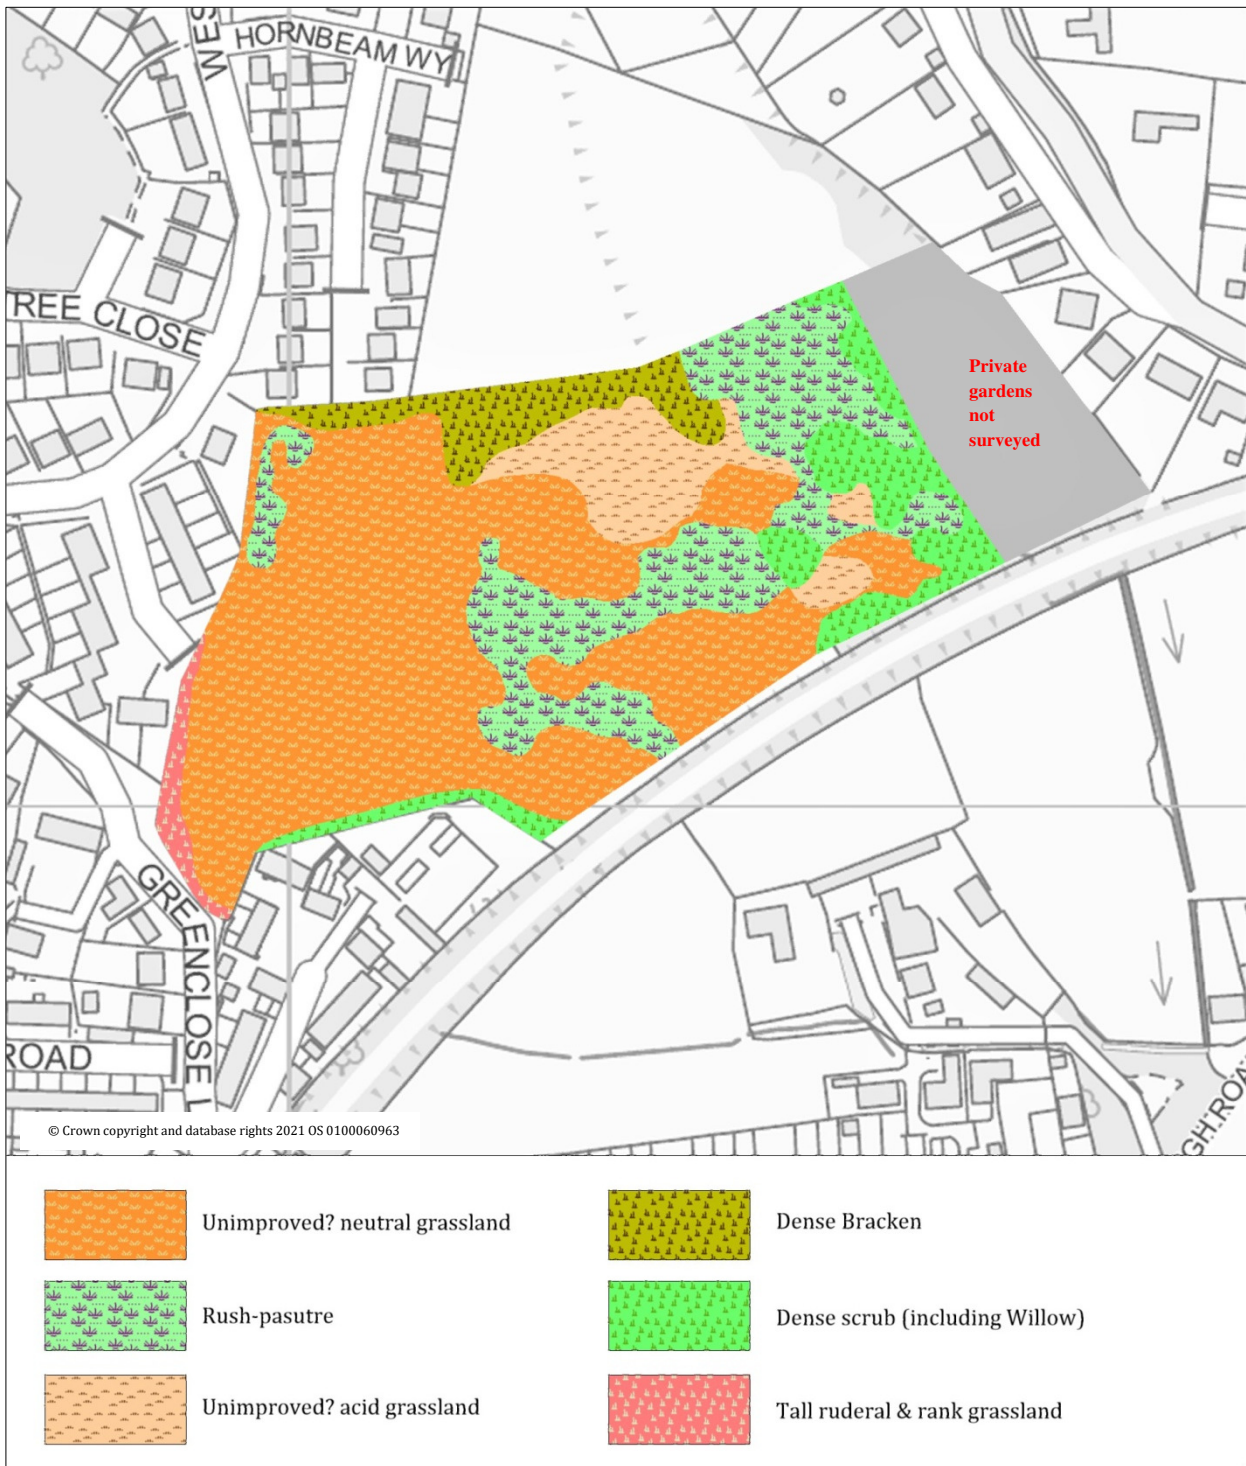 HORNBEAM WY
WES
TREE CLOSE
Private
gardens
not
surveyed
GREENCLOSE L
ROAD
GH ROA
© Crown copyright and database rights 2021 OS 0100060963
Unimproved? neutral grassland
Dense Bracken
Rush-pasutre
Dense scrub (including Willow)
Unimproved? acid grassland
Tall ruderal & rank grassland